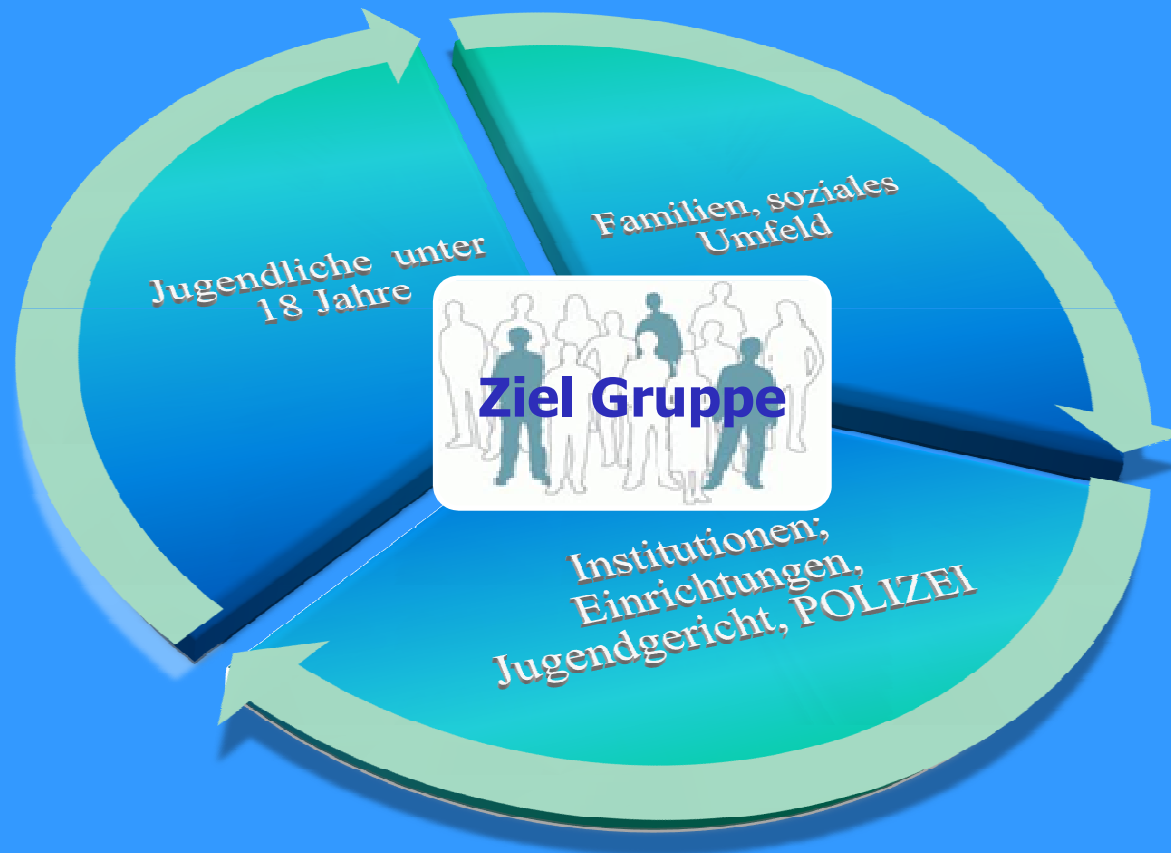 Jugendliche unter
18 Jahre
Familien, soziales
Umfeld
Ziel Gruppe
Institutionen;
Einrichtungen,
Jugendgericht, POLIZEI